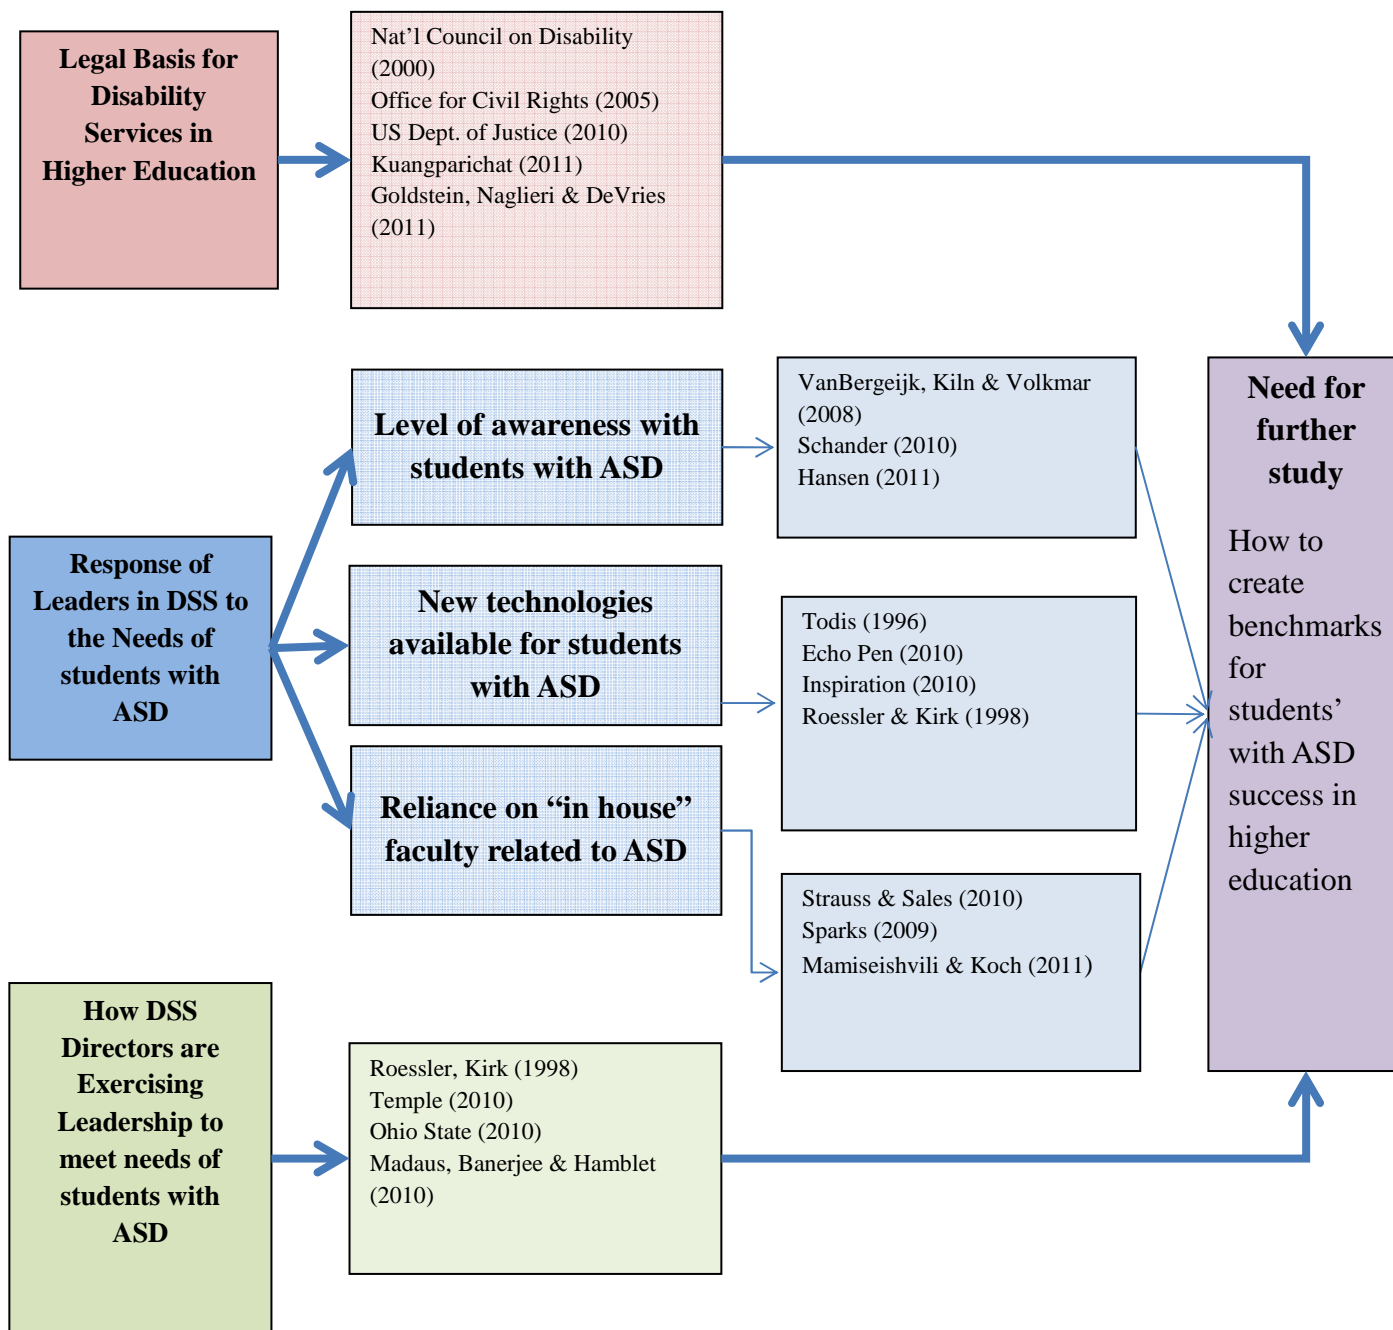 Legal Basis for
Disability
Services in
Higher Education
Nat’l Council on Disability
(2000)
Office for Civil Rights (2005)
US Dept. of Justice (2010)
Kuangparichat (2011)
Goldstein, Naglieri & DeVries
(2011)
Response of
Leaders in DSS to
the Needs of
students with
ASD
Level of awareness with
students with ASD
VanBergeijk, Kiln & Volkmar
(2008)
Schander (2010)
Hansen (2011)
New technologies
available for students
with ASD
Todis (1996)
Echo Pen (2010)
Inspiration (2010)
Roessler & Kirk (1998)
Reliance on “in house”
faculty related to ASD
Strauss & Sales (2010)
Sparks (2009)
Mamiseishvili & Koch (2011)
How DSS
Directors are
Exercising
Leadership to
meet needs of
students with
ASD
Roessler, Kirk (1998)
Temple (2010)
Ohio State (2010)
Madaus, Banerjee & Hamblet
(2010)
Need for
further
study
How to
create
benchmarks
for
students’
with ASD
success in
higher
education